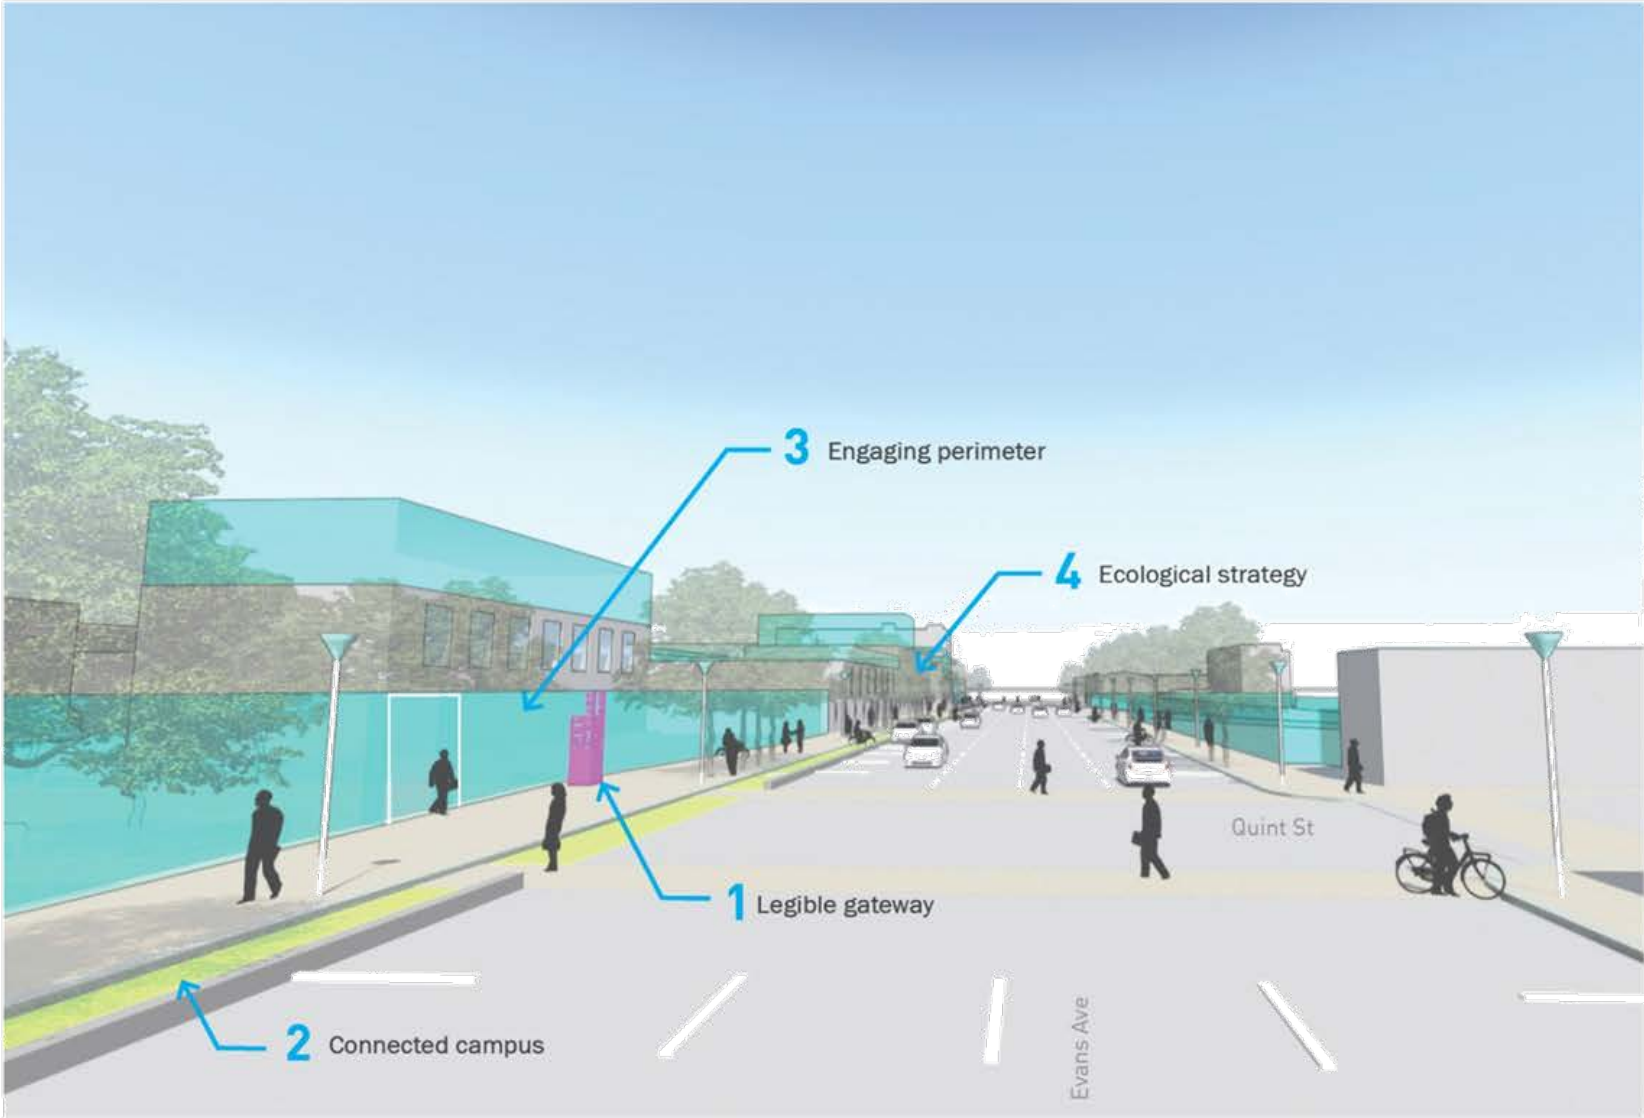 3 Engaging perimeter
4 Ecological strategy
Quint St
1 Legible gateway
Evans Ave
2 Connected campus